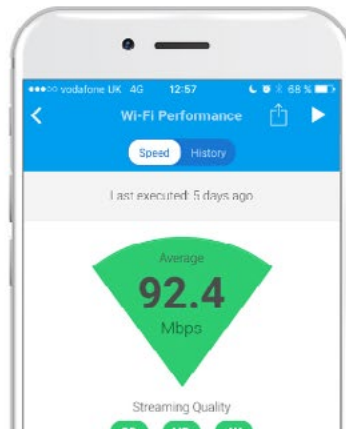 vodafone UK 4G 12:57 68 %
Wi-Fi Performance
Speed History
Last executed: 5 days ago
Average
92.4
Mbps
Streaming Quality